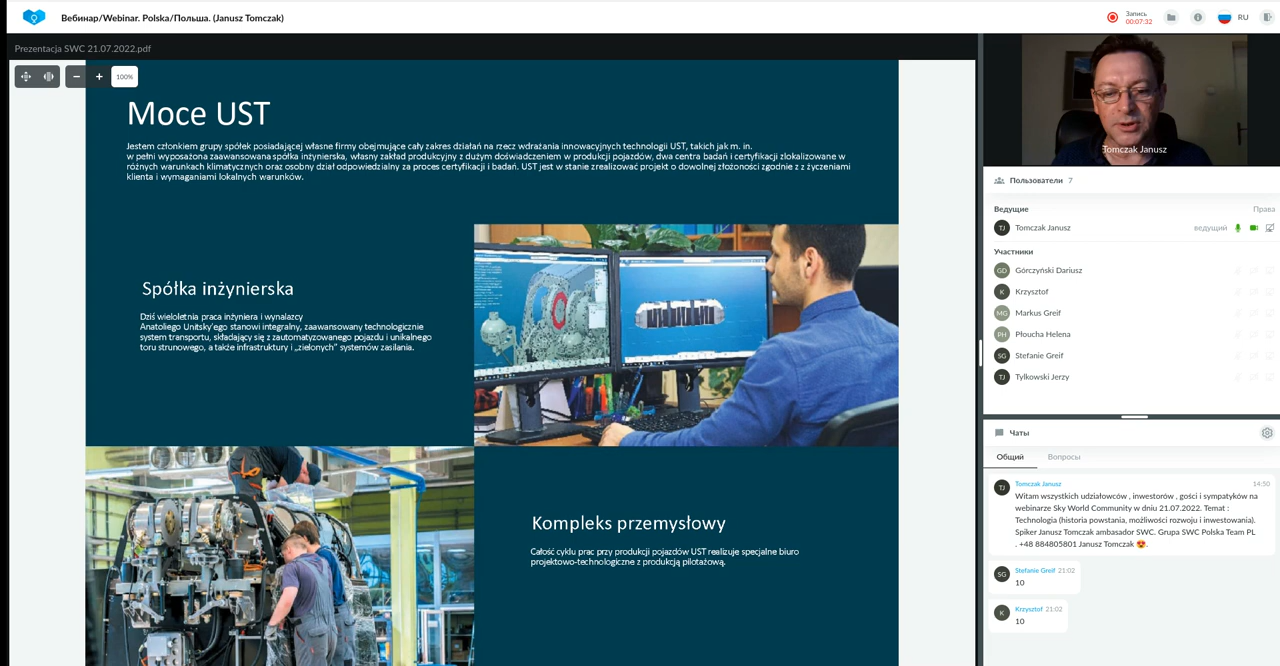 Вебинар/Webinar. Polska/Польша. (Janusz Tomczak)
Запись
00:07:32
RU
Prezentacja SWC 21.07.2022.pdf
100%
Moce UST
Jestem członkiem grupy spółek posiadającej własne firmy obejmujące cały zakres działań na rzecz wdrażania innowacyjnych technologii UST, takich jak m. in.
w pełni wyposażona zaawansowana spółka inżynierska, własny zakład produkcyjny z dużym doświadczeniem w produkcji pojazdów, dwa centra badań i certyfikacji zlokalizowane w
różnych warunkach klimatycznych oraz osobny dział odpowiedzialny za proces certyfikacji i badań. UST jest w stanie zrealizować projekt o dowolnej złożoności zgodnie z z życzeniami
klienta i wymaganiami lokalnych warunków.
Spółka inżynierska
Dziś wieloletnia praca inżyniera i wynalazcy
Anatoliego Unitsky'ego stanowi integralny, zaawansowany technologicznie
system transportu, składający się z zautomatyzowanego pojazdu i unikalnego
toru strunowego, a także infrastruktury i „zielonych" systemów zasilania.
Kompleks przemysłowy
Całość cyklu prac przy produkcji pojazdów UST realizuje specjalne biuro
projektowo-technologiczne z produkcją pilotażową.
Tomczak Janusz
Пользователи 7
Ведущие Права
TJ Tomczak Janusz ведущий
Участники
GD Górczyński Dariusz
K Krzysztof
MG Markus Greif
PH Płoucha Helena
SG Stefanie Greif
TJ Tylkowski Jerzy
Чаты
Общий Вопросы
TJ Tomczak Janusz 14:50
Witam wszystkich udziałowców , inwestorów , gości i sympatyków na
webinarze Sky World Community w dniu 21.07.2022. Temat :
Technologia (historia powstania, możliwości rozwoju i inwestowania).
Spiker Janusz Tomczak ambasador SWC. Grupa SWC Polska Team PL
. +48 884805801 Janusz Tomczak 😍.
SG Stefanie Greif 21:02
10
K Krzysztof 21:02
10